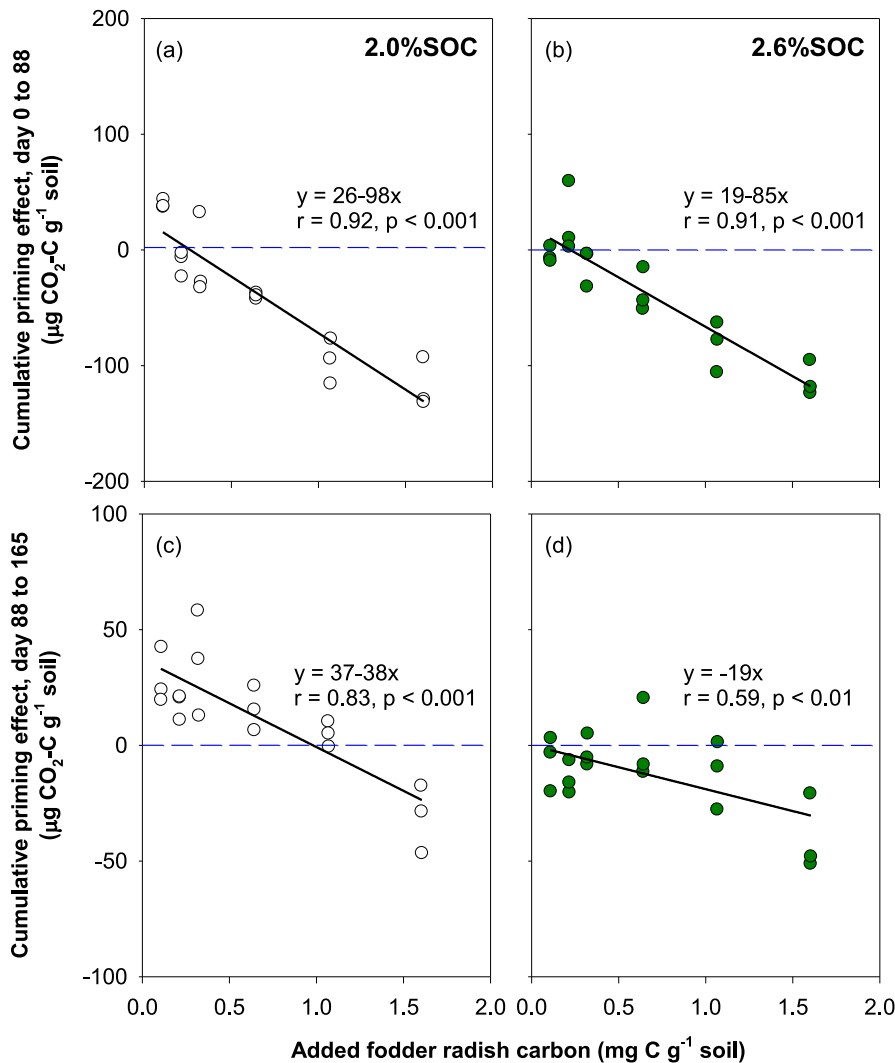 (a)
2.0%SOC
(b)
2.6%SOC
Cumulative priming effect, day 0 to 88
(µg CO₂-C g⁻¹ soil)
200
100
0
-100
-200
y = 26-98x
r = 0.92, p < 0.001
y = 19-85x
r = 0.91, p < 0.001
(c)
(d)
Cumulative priming effect, day 88 to 165
(µg CO₂-C g⁻¹ soil)
100
50
0
-50
-100
y = 37-38x
r = 0.83, p < 0.001
y = -19x
r = 0.59, p < 0.01
0.0 0.5 1.0 1.5 2.0 0.0 0.5 1.0 1.5 2.0
Added fodder radish carbon (mg C g⁻¹ soil)